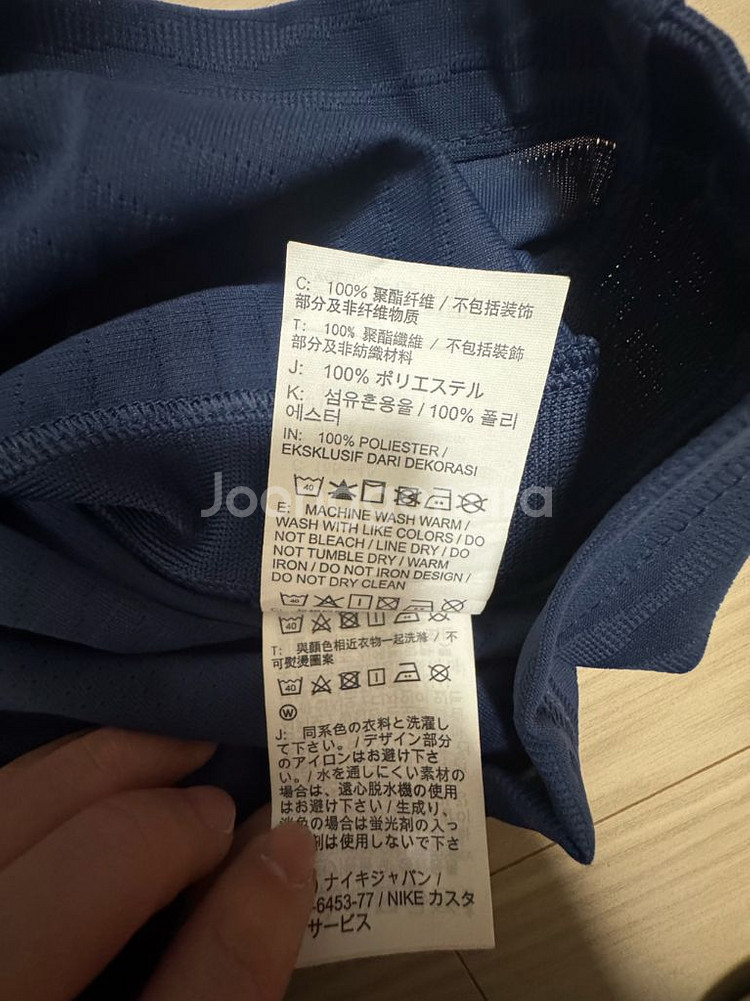 C: 100% 聚酯纤维 / 不包括装饰
部分及非纤维物质
T: 100% 聚酯纖維 / 不包括裝飾
部分及非紡織材料
J: 100% ポリエステル
K: 섬유혼용율 / 100% 폴리
에스터
IN: 100% POLIESTER /
EKSKLUSIF DARI DEKORASI
40
E: MACHINE WASH WARM /
WASH WITH LIKE COLORS / DO
NOT BLEACH / LINE DRY / DO
NOT TUMBLE DRY / WARM
IRON / DO NOT IRON DESIGN /
DO NOT DRY CLEAN
40
40
T: 與顏色相近衣物一起洗滌 / 不
可熨燙圖案
40
W
J: 同系色の衣料と洗濯し
て下さい。/ デザイン部分
のアイロンはお避け下さ
い。/ 水を通しにくい素材の
場合は、遠心脱水機の使用
はお避け下さい / 生成り、
淡色の場合は蛍光剤の入っ
剤は使用しないで下さ
ナイキジャパン /
-6453-77 / NIKE カスタ
サービス